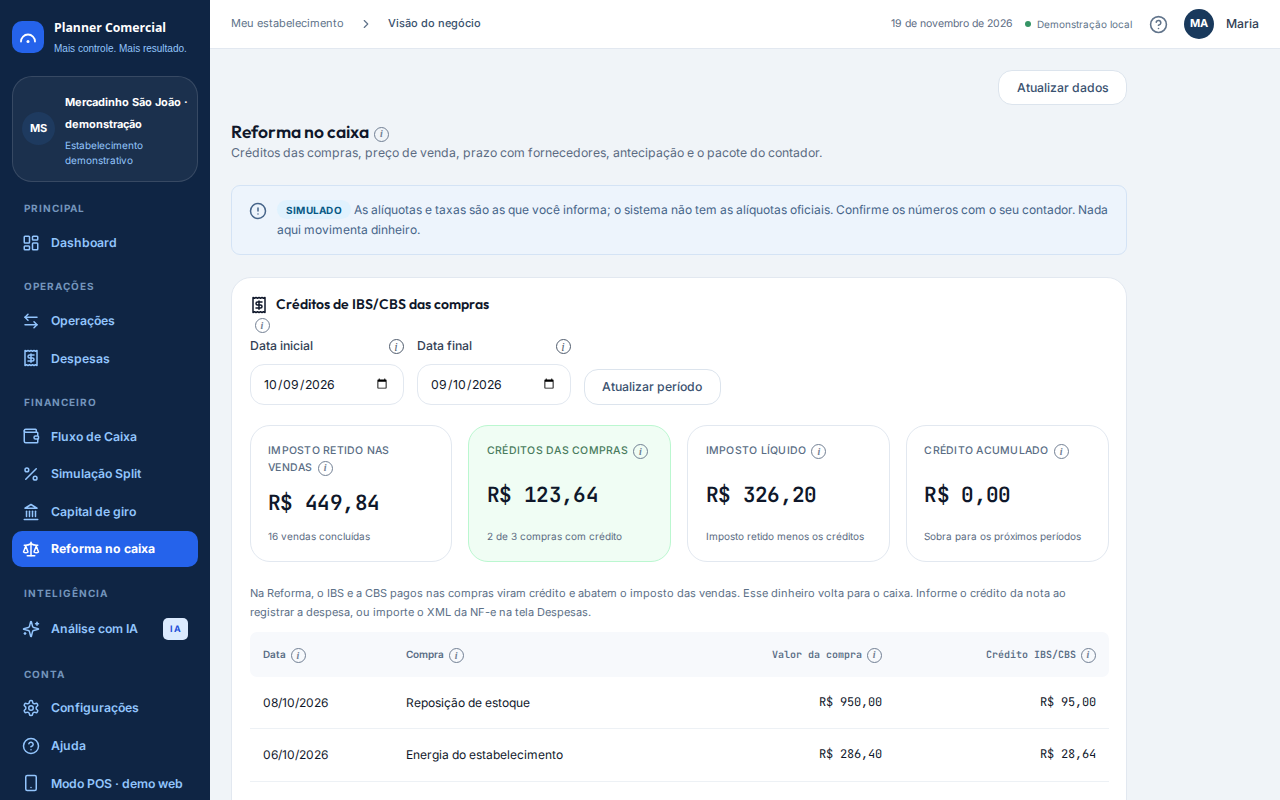 Planner Comercial
Mais controle. Mais resultado.
MS
Mercadinho São João ·
demonstração
Estabelecimento
demonstrativo
PRINCIPAL
Dashboard
OPERAÇÕES
Operações
Despesas
FINANCEIRO
Fluxo de Caixa
Simulação Split
Capital de giro
Reforma no caixa
INTELIGÊNCIA
Análise com IA
IA
CONTA
Configurações
Ajuda
Modo POS · demo web
Meu estabelecimento
Visão do negócio
19 de novembro de 2026
Demonstração local
MA
Maria
Atualizar dados
Reforma no caixa
Créditos das compras, preço de venda, prazo com fornecedores, antecipação e o pacote do contador.
SIMULADO As alíquotas e taxas são as que você informa; o sistema não tem as alíquotas oficiais. Confirme os números com o seu contador. Nada
aqui movimenta dinheiro.
Créditos de IBS/CBS das compras
Data inicial
Data final
10/09/2026
09/10/2026
Atualizar período
IMPOSTO RETIDO NAS
VENDAS
R$ 449,84
16 vendas concluídas
CRÉDITOS DAS COMPRAS
R$ 123,64
2 de 3 compras com crédito
IMPOSTO LÍQUIDO
R$ 326,20
Imposto retido menos os créditos
CRÉDITO ACUMULADO
R$ 0,00
Sobra para os próximos períodos
Na Reforma, o IBS e a CBS pagos nas compras viram crédito e abatem o imposto das vendas. Esse dinheiro volta para o caixa. Informe o crédito da nota ao
registrar a despesa, ou importe o XML da NF-e na tela Despesas.
Data
Compra
Valor da compra
Crédito IBS/CBS
08/10/2026
Reposição de estoque
R$ 950,00
R$ 95,00
06/10/2026
Energia do estabelecimento
R$ 286,40
R$ 28,64